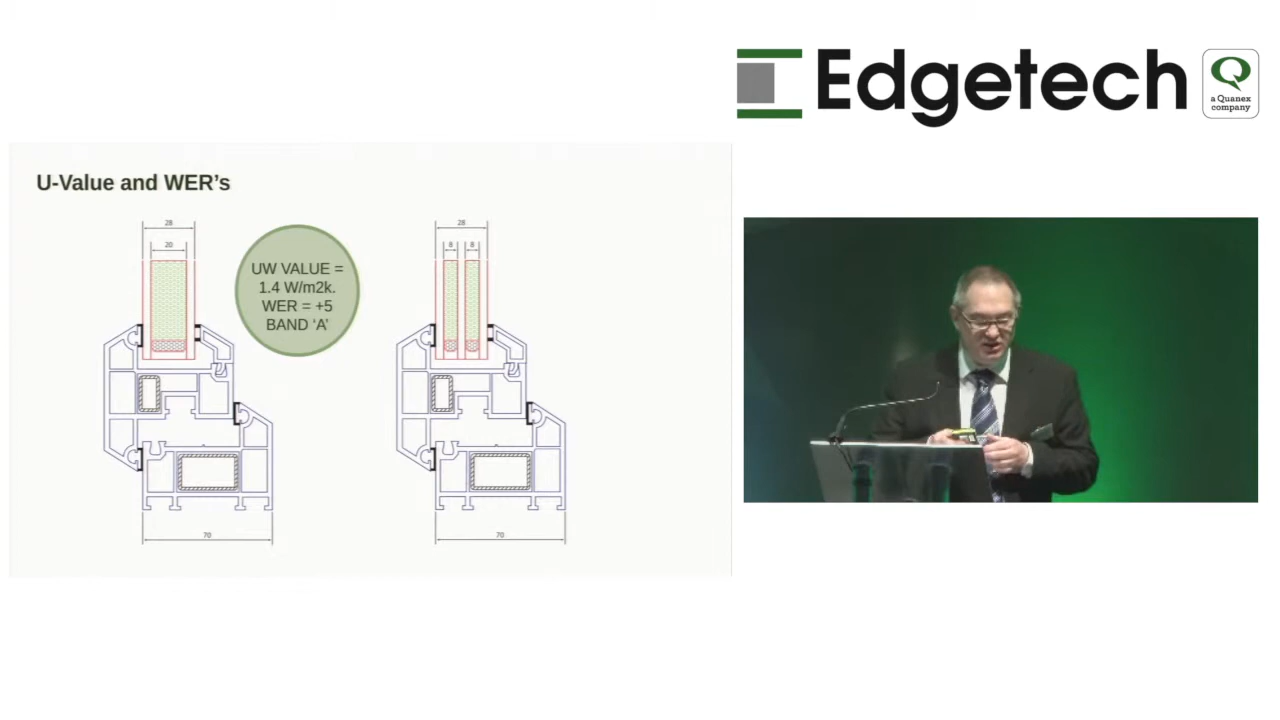 Edgetech
a Quanex
company
U-Value and WER's
28
20
UW VALUE =
1.4 W/m2k.
WER = +5
BAND 'A'
70
28
8
8
70